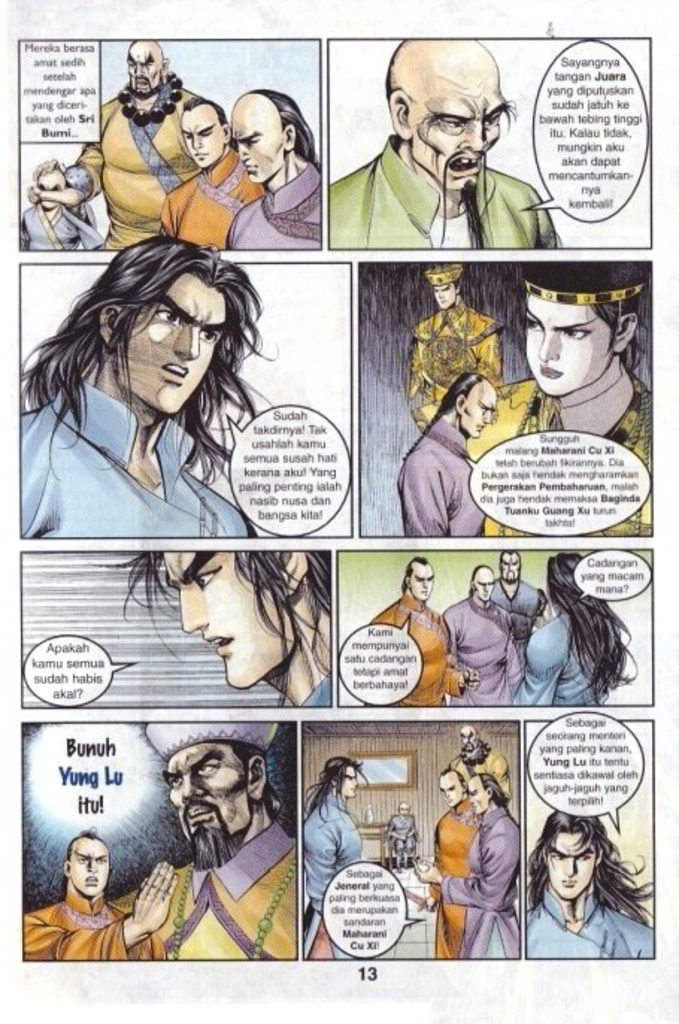 Mereka berasa
amat sedih
setelah
mendengar apa
yang diceri-
takan oleh Sri
Bumi...
Sayangnya
tangan Juara
yang diputuskan
sudah jatuh ke
bawah tebing tinggi
itu. Kalau tidak,
mungkin aku
akan dapat
mencantumkan-
nya
kembali!
Sudah
takdirnya! Tak
usahlah kamu
semua susah hati
kerana aku! Yang
paling penting ialah
nasib nusa dan
bangsa kita!
Sungguh
malang Maharani Cu Xi
telah berubah fikirannya. Dia
bukan saja hendak mengharamkan
Pergerakan Pembaharuan, malah
dia juga hendak memaksa Baginda
Tuanku Guang Xu turun
takhta!
Apakah
kamu semua
sudah habis
akal?
Kami
mempunyai
satu cadangan
tetapi amat
berbahaya!
Cadangan
yang macam
mana?
Bunuh
Yung Lu
itu!
Sebagai
Jeneral yang
paling berkuasa
dia merupakan
sandaran
Maharani
Cu Xi!
Sebagai
seorang menteri
yang paling kanan,
Yung Lu itu tentu
sentiasa dikawal oleh
jaguh-jaguh yang
terpilih!
13